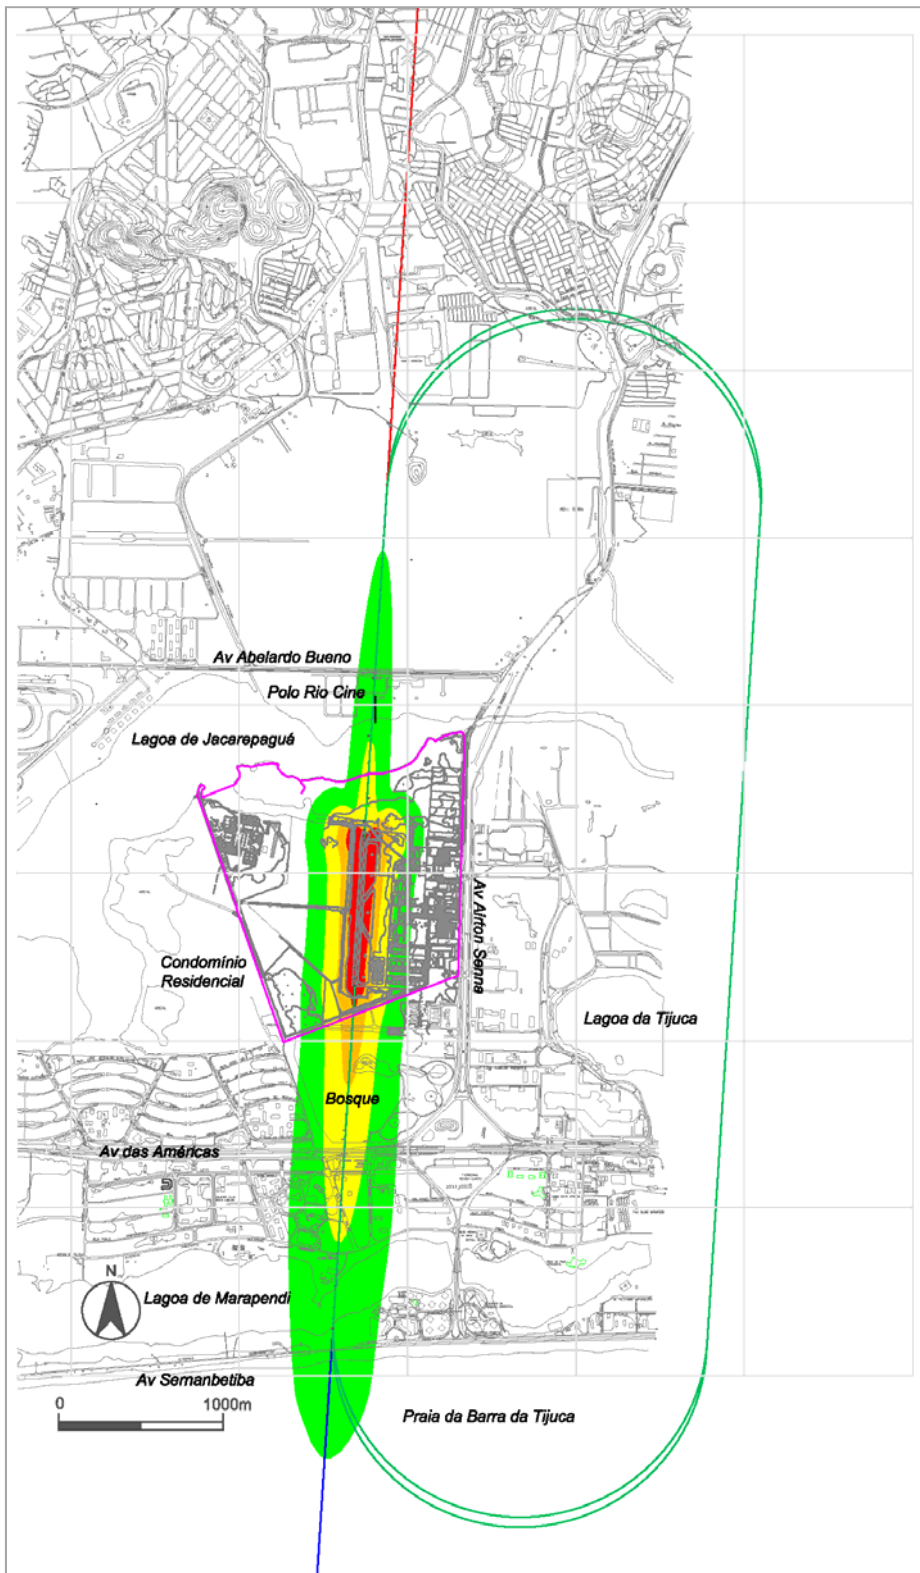 Av Abelardo Bueno
Polo Rio Cine
Lagoa de Jacarepaguá
Av Airton Senna
Condomínio
Residencial
Lagoa da Tijuca
Bosque
Av das Américas
N
Lagoa de Marapendi
Av Semanbetiba
0 1000m
Praia da Barra da Tijuca